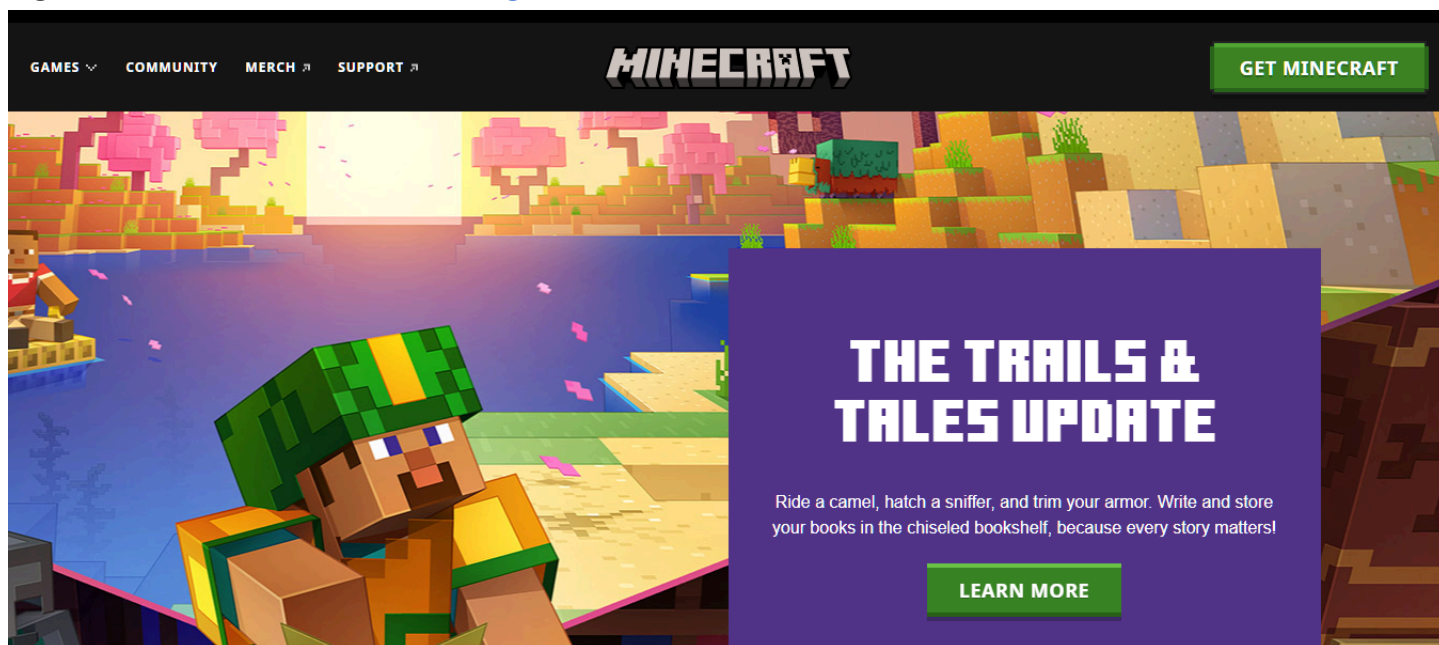 GAMES COMMUNITY MERCH SUPPORT MINECRAFT GET MINECRAFT
THE TRAILS &
TALES UPDATE
Ride a camel, hatch a sniffer, and trim your armor. Write and store
your books in the chiseled bookshelf, because every story matters!
LEARN MORE